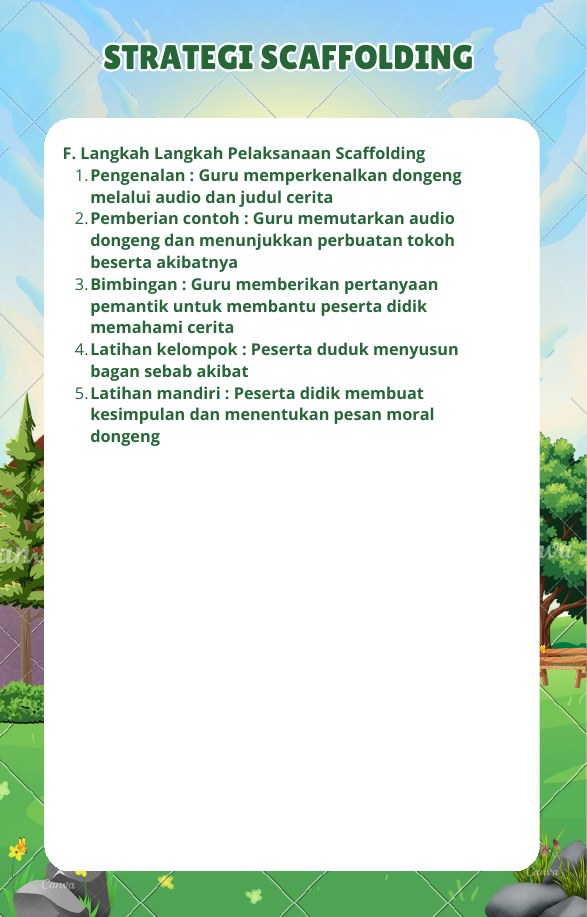 STRATEGI SCAFFOLDING
F. Langkah Langkah Pelaksanaan Scaffolding
1. Pengenalan : Guru memperkenalkan dongeng
melalui audio dan judul cerita
2. Pemberian contoh : Guru memutarkan audio
dongeng dan menunjukkan perbuatan tokoh
beserta akibatnya
3. Bimbingan : Guru memberikan pertanyaan
pemantik untuk membantu peserta didik
memahami cerita
4. Latihan kelompok : Peserta duduk menyusun
bagan sebab akibat
5. Latihan mandiri : Peserta didik membuat
kesimpulan dan menentukan pesan moral
dongeng
Canva
Canva